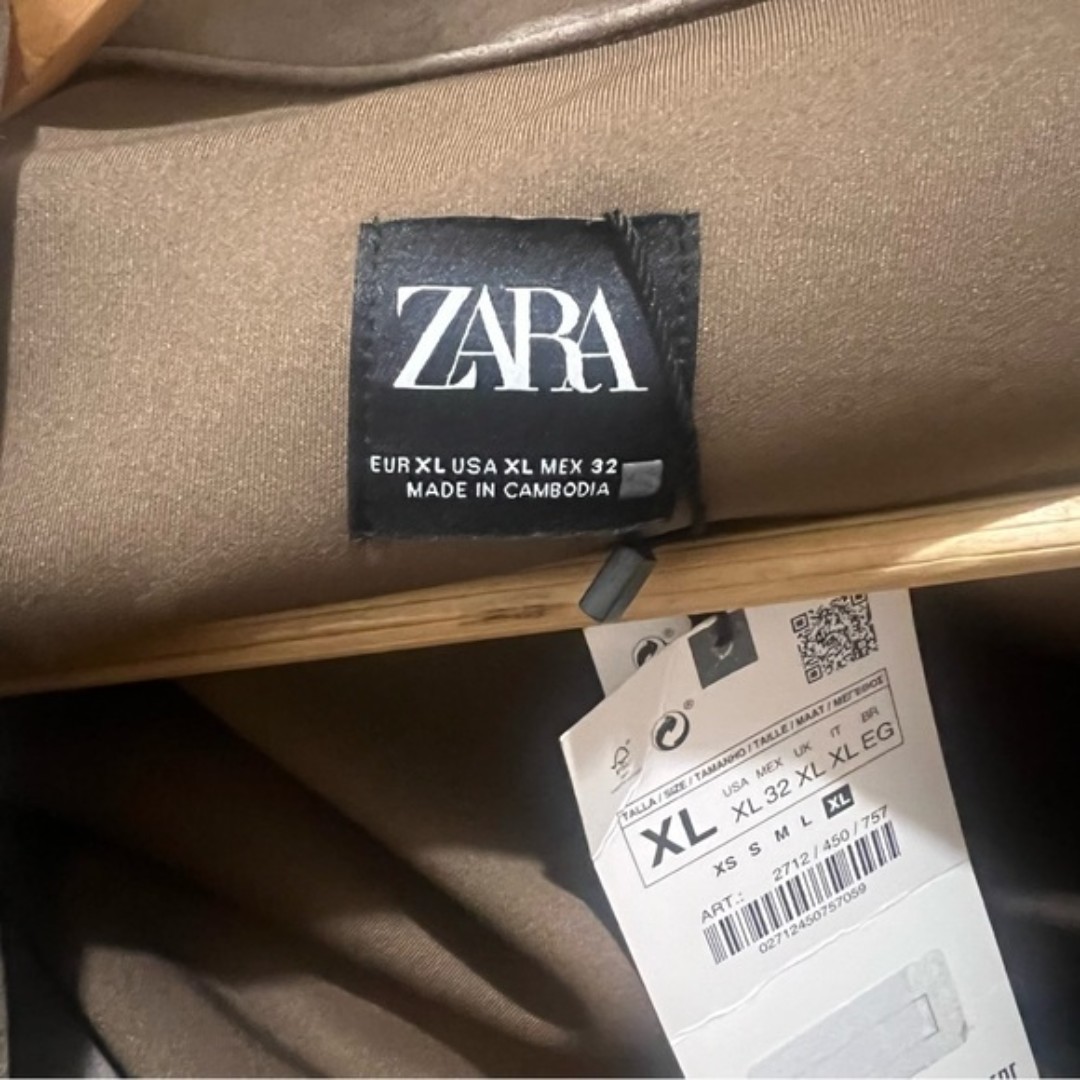 ZARA
EUR XL USA XL MEX 32
MADE IN CAMBODIA
TALLA / SIZE / TAMANHO / TAILLE / MAAT / ΜΕΓΕΘΟΣ
USA MEX UK IT BR
XL XL 32 XL XL EG
XS S M L XL
ART.: 2712 / 450 / 757
02712450757059